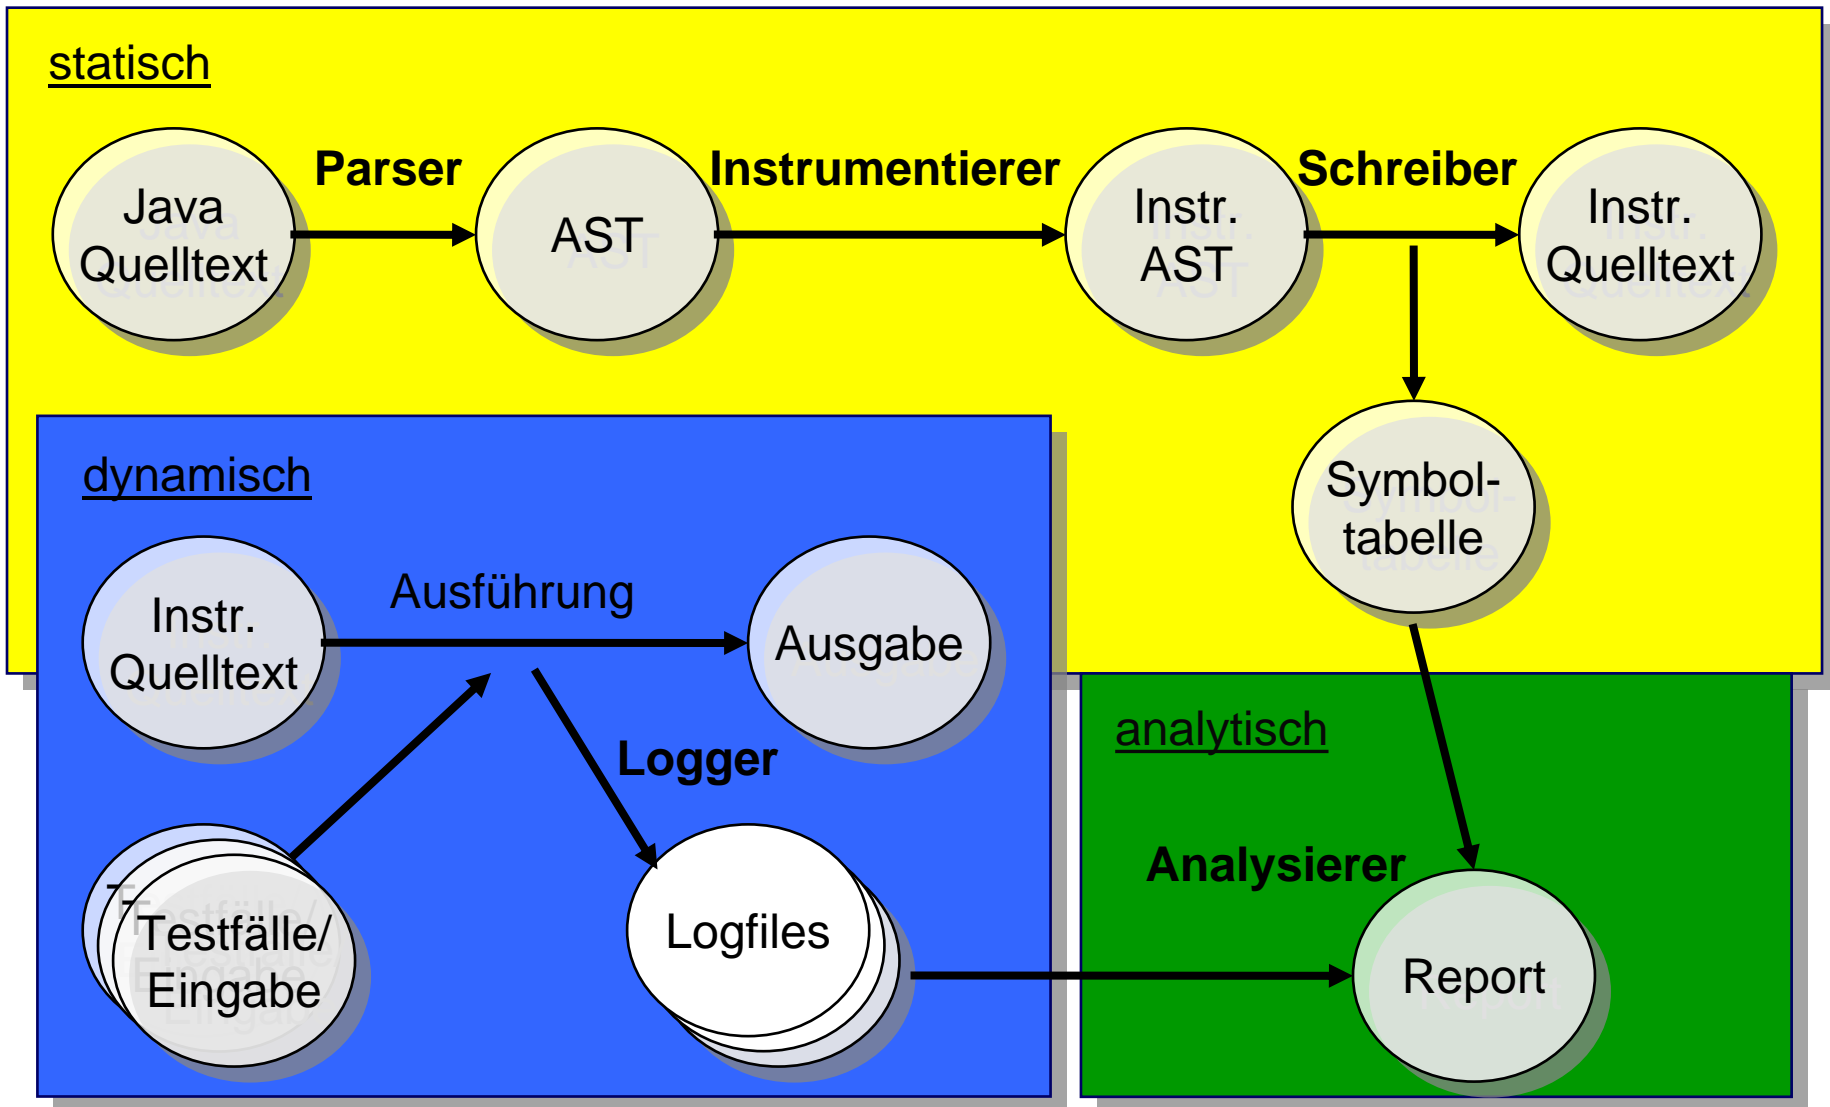 statisch
Parser
Instrumentierer
Schreiber
Java
Quelltext
AST
Instr.
AST
Instr.
Quelltext
Symbol-
tabelle
dynamisch
Instr.
Quelltext
Ausführung
Ausgabe
Logger
Testfälle/
Eingabe
Logfiles
analytisch
Analysierer
Report